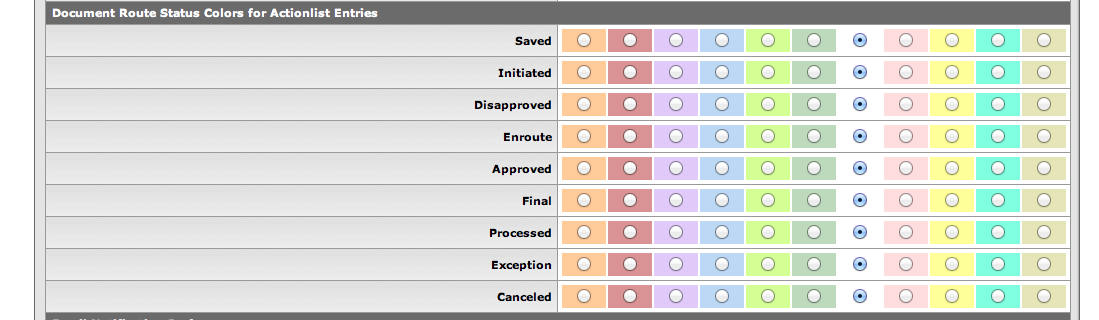 Document Route Status Colors for Actionlist Entries
Saved
Initiated
Disapproved
Enroute
Approved
Final
Processed
Exception
Canceled